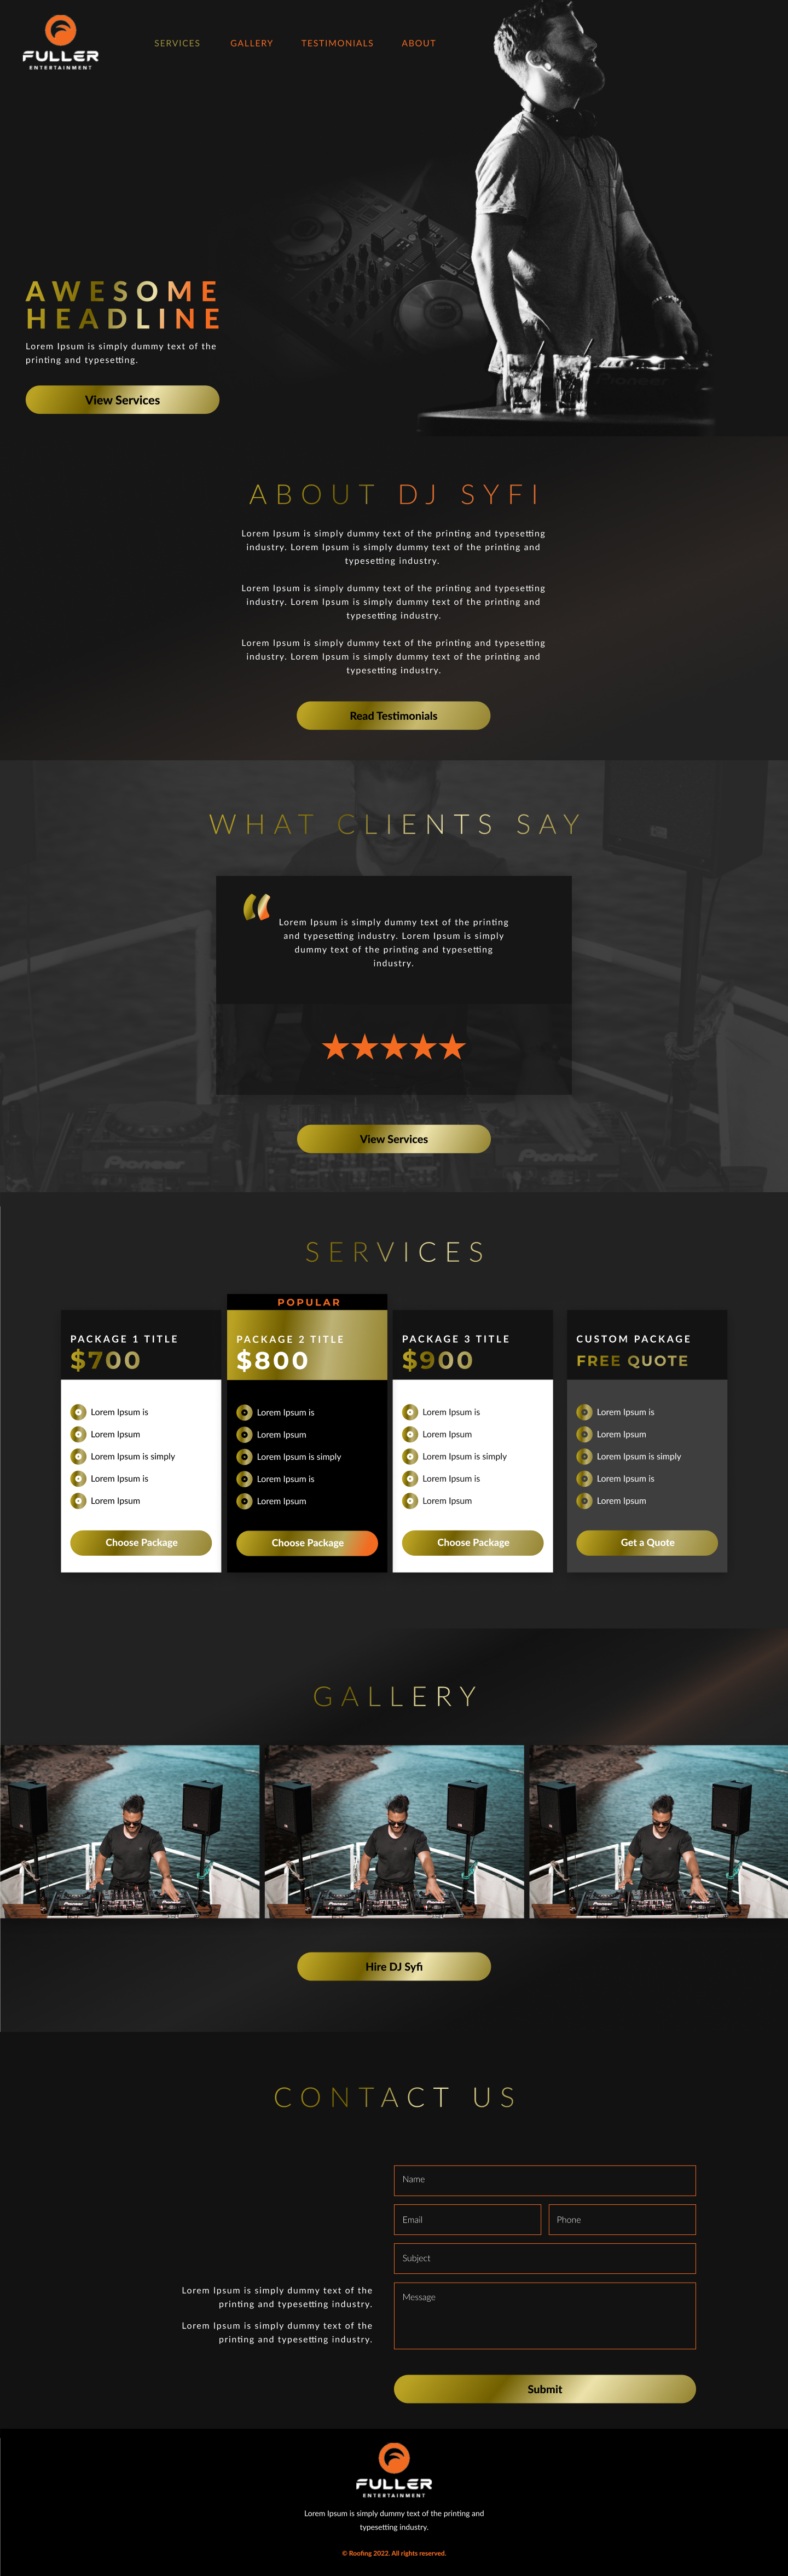 FULLER
ENTERTAINMENT
SERVICES GALLERY TESTIMONIALS ABOUT
AWESOME
HEADLINE
Lorem Ipsum is simply dummy text of the
printing and typesetting.
View Services
Pioneer
ABOUT DJ SYFI
Lorem Ipsum is simply dummy text of the printing and typesetting
industry. Lorem Ipsum is simply dummy text of the printing and
typesetting industry.
Lorem Ipsum is simply dummy text of the printing and typesetting
industry. Lorem Ipsum is simply dummy text of the printing and
typesetting industry.
Lorem Ipsum is simply dummy text of the printing and typesetting
industry. Lorem Ipsum is simply dummy text of the printing and
typesetting industry.
Read Testimonials
WHAT CLIENTS SAY
“
Lorem Ipsum is simply dummy text of the printing
and typesetting industry. Lorem Ipsum is simply
dummy text of the printing and typesetting
industry.
View Services
Pioneer
Pioneer
SERVICES
PACKAGE 1 TITLE
$700
Lorem Ipsum is
Lorem Ipsum
Lorem Ipsum is simply
Lorem Ipsum is
Lorem Ipsum
Choose Package
POPULAR
PACKAGE 2 TITLE
$800
Lorem Ipsum is
Lorem Ipsum
Lorem Ipsum is simply
Lorem Ipsum is
Lorem Ipsum
Choose Package
PACKAGE 3 TITLE
$900
Lorem Ipsum is
Lorem Ipsum
Lorem Ipsum is simply
Lorem Ipsum is
Lorem Ipsum
Choose Package
CUSTOM PACKAGE
FREE QUOTE
Lorem Ipsum is
Lorem Ipsum
Lorem Ipsum is simply
Lorem Ipsum is
Lorem Ipsum
Get a Quote
GALLERY
Hire DJ Syfi
CONTACT US
Lorem Ipsum is simply dummy text of the
printing and typesetting industry.
Lorem Ipsum is simply dummy text of the
printing and typesetting industry.
Name
Email
Phone
Subject
Message
Submit
FULLER
ENTERTAINMENT
Lorem Ipsum is simply dummy text of the printing and
typesetting industry.
© Roofing 2022. All rights reserved.